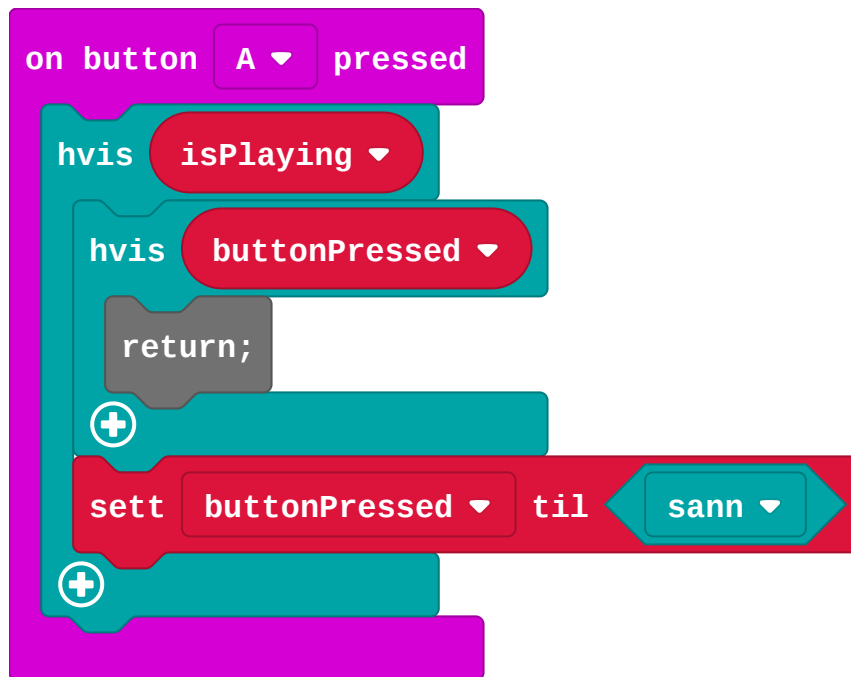 on button A pressed
hvis isPlaying
hvis buttonPressed
return;
sett buttonPressed til sann